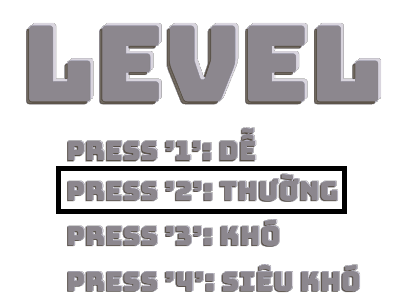 LEVEL
PRESS '1': DỄ
PRESS '2': THƯỜNG
PRESS '3': KHÓ
PRESS '4': SIÊU KHÓ